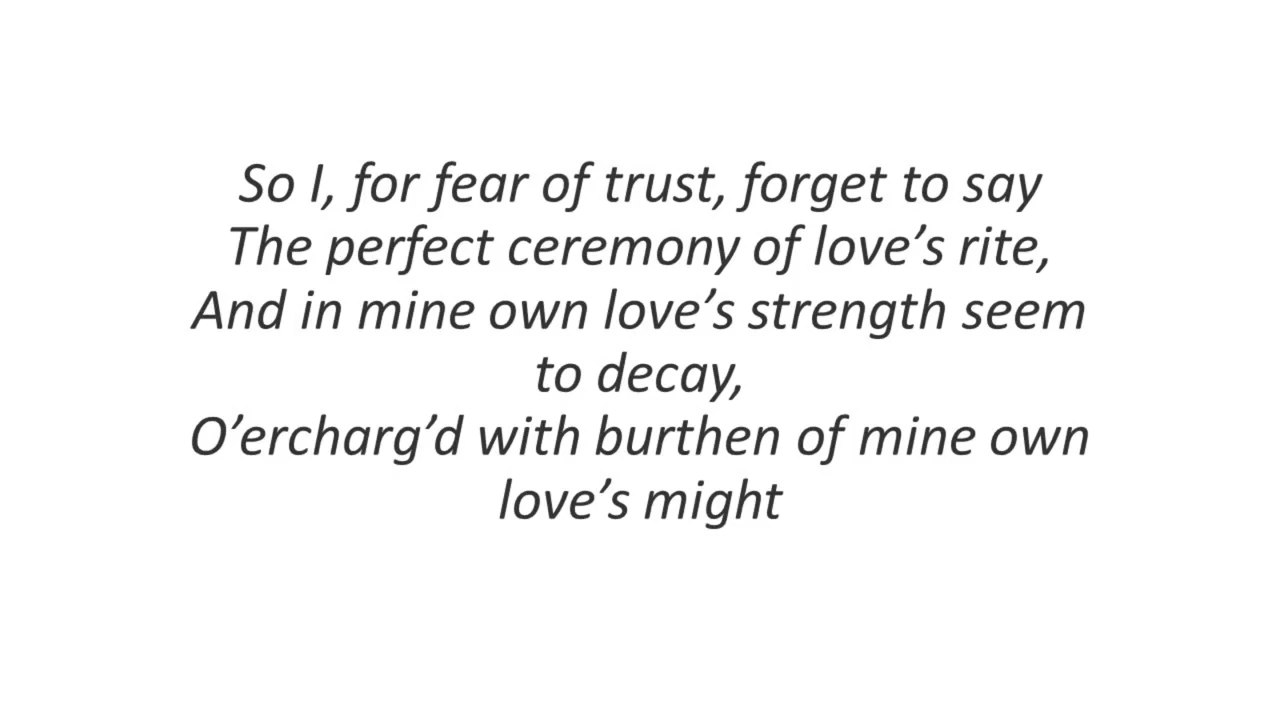 So I, for fear of trust, forget to say
The perfect ceremony of love’s rite,
And in mine own love’s strength seem
to decay,
O’ercharg’d with burthen of mine own
love’s might